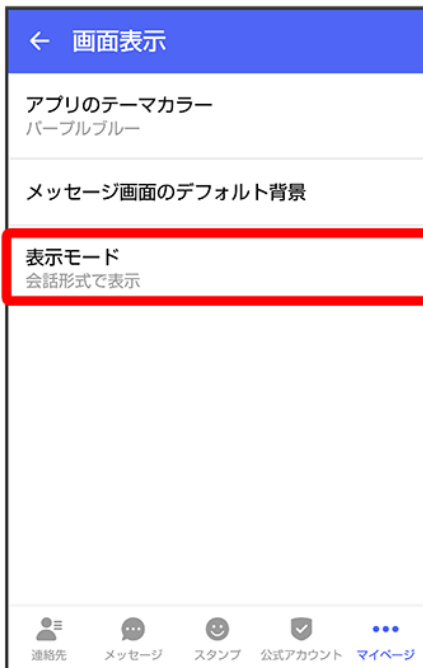 ← 画面表示
アプリのテーマカラー
パープルブルー
メッセージ画面のデフォルト背景
表示モード
会話形式で表示
連絡先 メッセージ スタンプ 公式アカウント マイページ